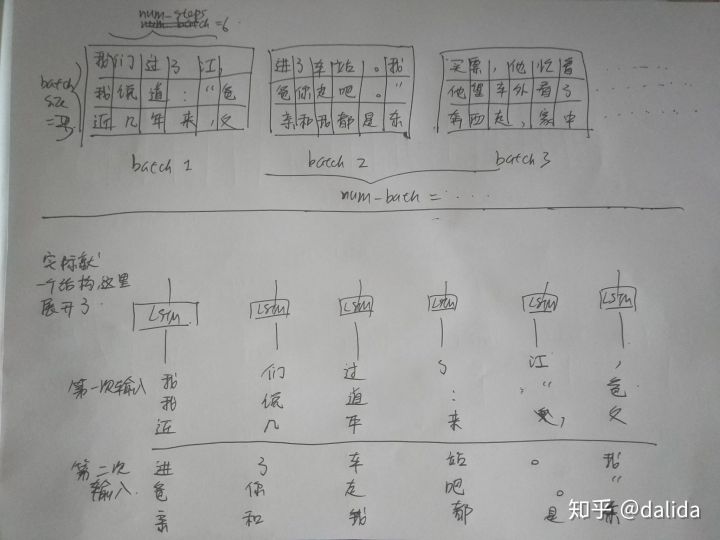 num-steps
=6
我们过了江,
进了车站。我
买票,他忙着
batch size =3
我说道:“爸
爸你走吧。”
他望车外看了
近几年来,父
亲和我都是东
奔西走,家中
batch 1
batch 2
batch 3
num-bath = ·····
实际就
一个结构,这里
展开了.
LSTM LSTM LSTM LSTM LSTM LSTM
第一次输入
我 们 过 了 江 ,
我 说 道 : “ 爸
近 几 年 来 , 父
第二次
输入.
进 了 车 站 。 我
爸 你 走 吧 。 ”
亲 和 我 都 是 东
知乎 @dalida